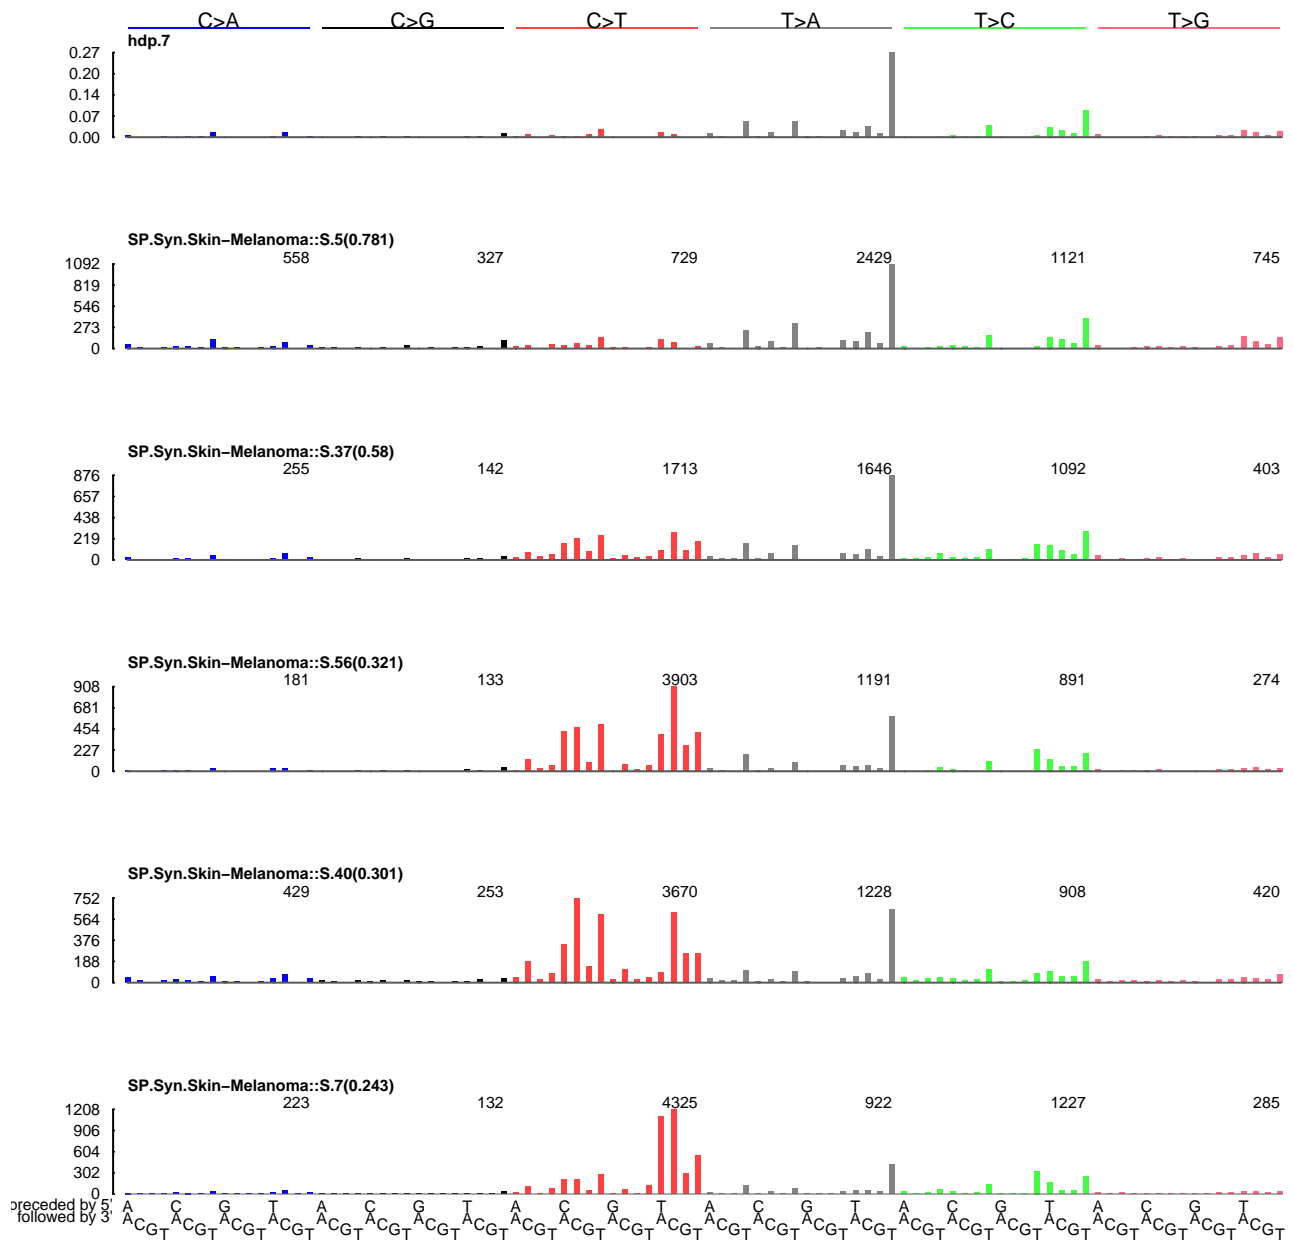 C>A C>G C>T T>A T>C T>G
hdp.7
0.27
0.20
0.14
0.07
0.00
SP.Syn.Skin−Melanoma::S.5(0.781)
558 327 729 2429 1121 745
1092
819
546
273
0
SP.Syn.Skin−Melanoma::S.37(0.58)
255 142 1713 1646 1092 403
876
657
438
219
0
SP.Syn.Skin−Melanoma::S.56(0.321)
181 133 3903 1191 891 274
908
681
454
227
0
SP.Syn.Skin−Melanoma::S.40(0.301)
429 253 3670 1228 908 420
752
564
376
188
0
SP.Syn.Skin−Melanoma::S.7(0.243)
223 132 4325 922 1227 285
1208
906
604
302
0
preceded by 5' A C G T A C G T A C G T A C G T A C G T A C G T
followed by 3' A C G T A C G T A C G T A C G T A C G T A C G T A C G T A C G T A C G T A C G T A C G T A C G T A C G T A C G T A C G T A C G T A C G T A C G T A C G T A C G T A C G T A C G T A C G T A C G T